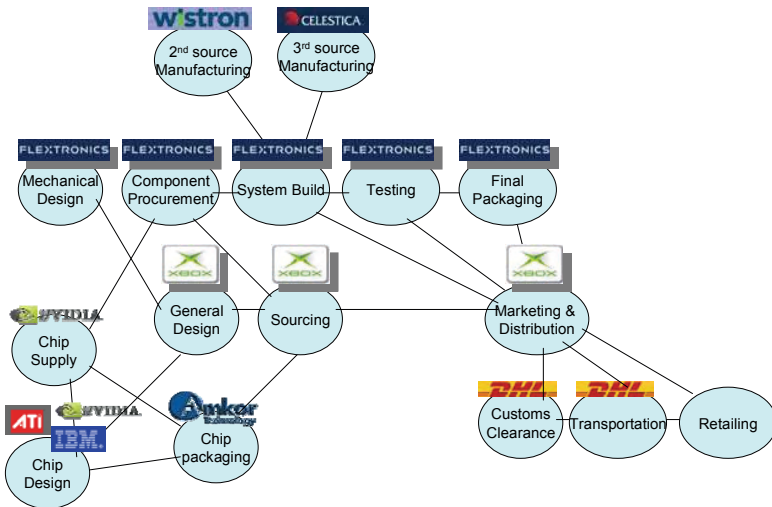 wistron
CELESTICA
2nd source
Manufacturing
3rd source
Manufacturing
FLEXTRONICS
FLEXTRONICS
FLEXTRONICS
FLEXTRONICS
FLEXTRONICS
Mechanical
Design
Component
Procurement
System Build
Testing
Final
Packaging
XBOX
XBOX
XBOX
General
Design
Sourcing
Marketing &
Distribution
NVIDIA
Chip
Supply
ATI
NVIDIA
IBM.
Chip
Design
Amkor
Technology
Chip
packaging
DHL
DHL
Customs
Clearance
Transportation
Retailing